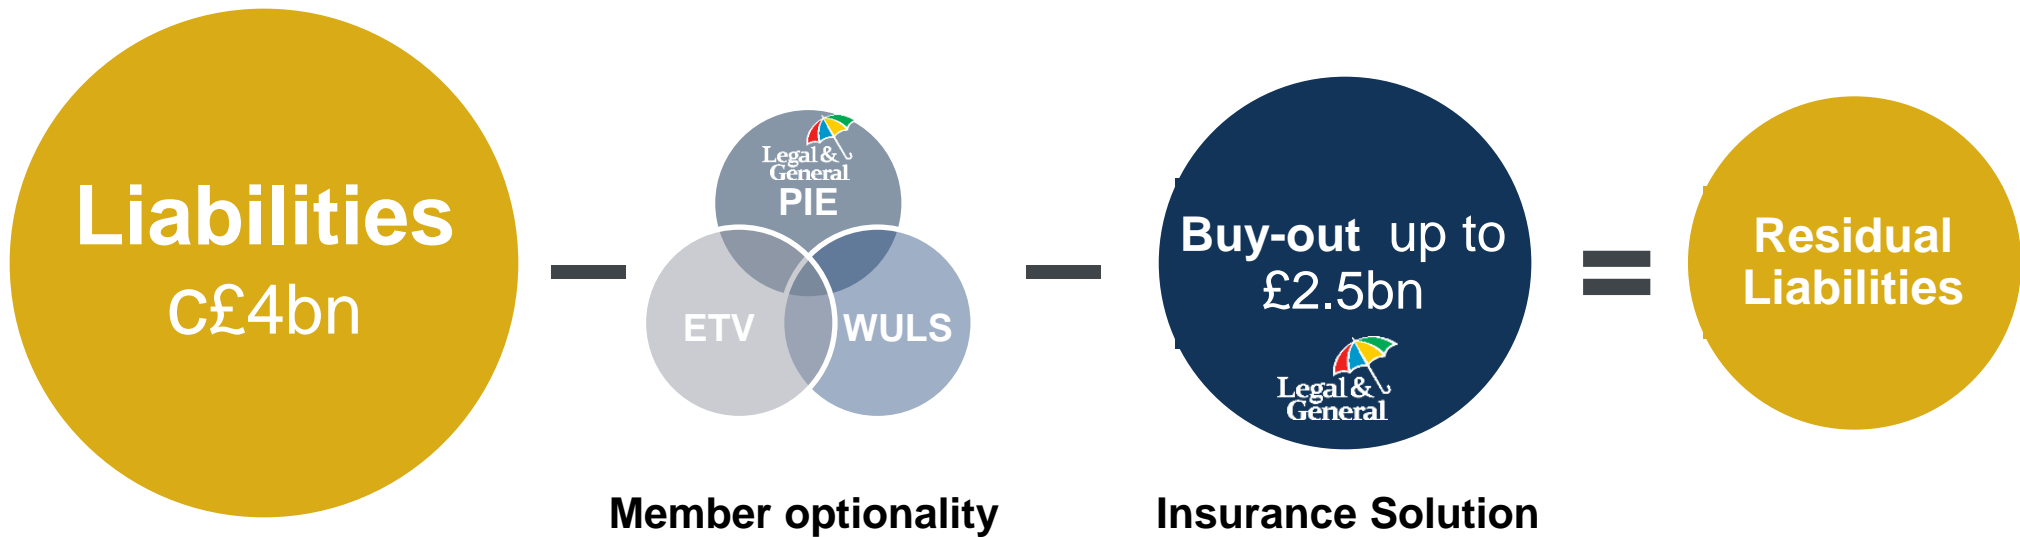 Liabilities
c£4bn
Legal &
General
PIE
ETV
WULS
Member optionality
Buy-out up to
£2.5bn
Legal &
General
Insurance Solution
Residual
Liabilities